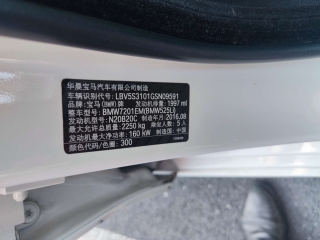 华晨宝马汽车有限公司制造
车辆识别代号: LBV5S3101GSN09591
品牌: 宝马(BMW)牌 发动机排量: 1997 ml
整车型号: BMW7201EM(BMW525Li)
发动机型号: N20B20C 制造年月: 2016.08
最大允许总质量: 2250 kg 乘坐人数: 5 人
发动机最大净功率: 160 kW 制造国: 中国
车身颜色/色圈: 300